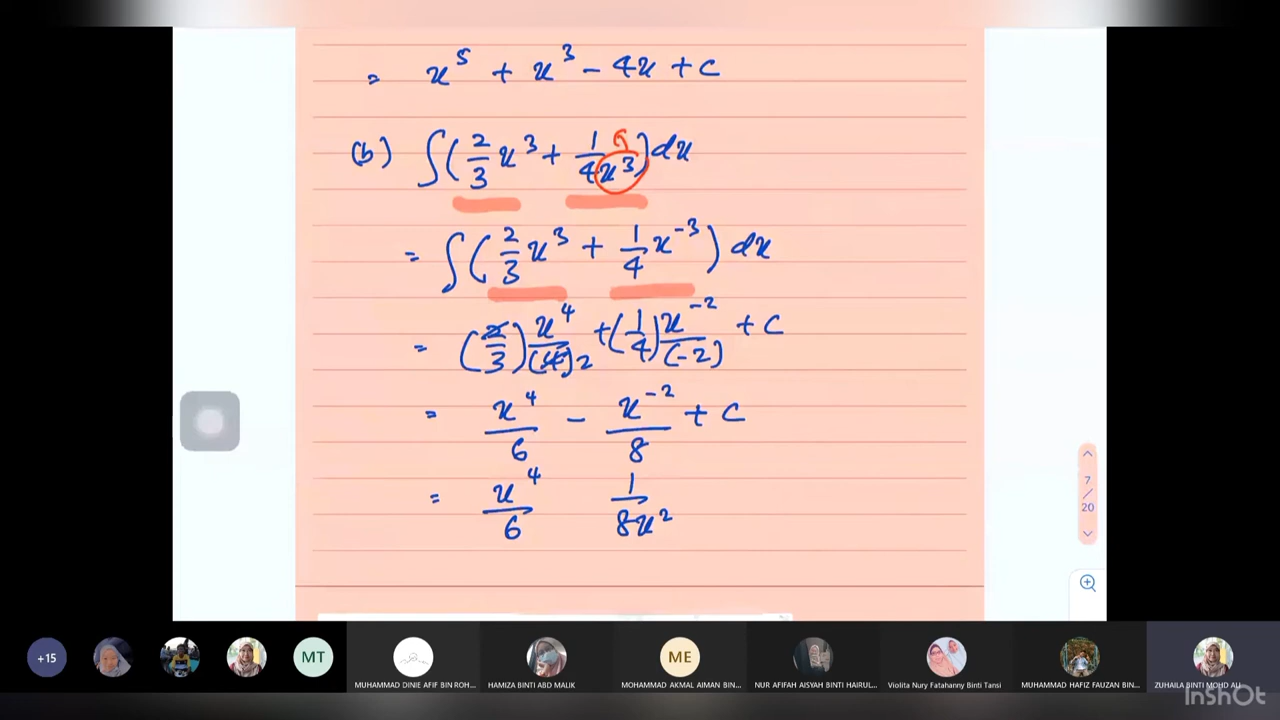 = x⁵ + x³ - 4x + c
(b) ∫(2/3 x³ + 1/4x³) dx
= ∫(2/3 x³ + 1/4 x⁻³) dx
= (2/3) x⁴/(4)2 + (1/4) x⁻²/(-2) + c
= x⁴/6 - x⁻²/8 + c
= x⁴/6 1/8x²
7
/
20
+15
MT
ME
MUHAMMAD DINIE AFIF BIN ROH...
HAMIZA BINTI ABD MALIK
MOHAMMAD AKMAL AIMAN BIN...
NUR AFIFAH AISYAH BINTI HAIRUL...
Violita Nury Fatahanny Binti Tansi
MUHAMMAD HAFIZ FAUZAN BIN...
ZUHAILA BINTI MOHD ALI
InShOt